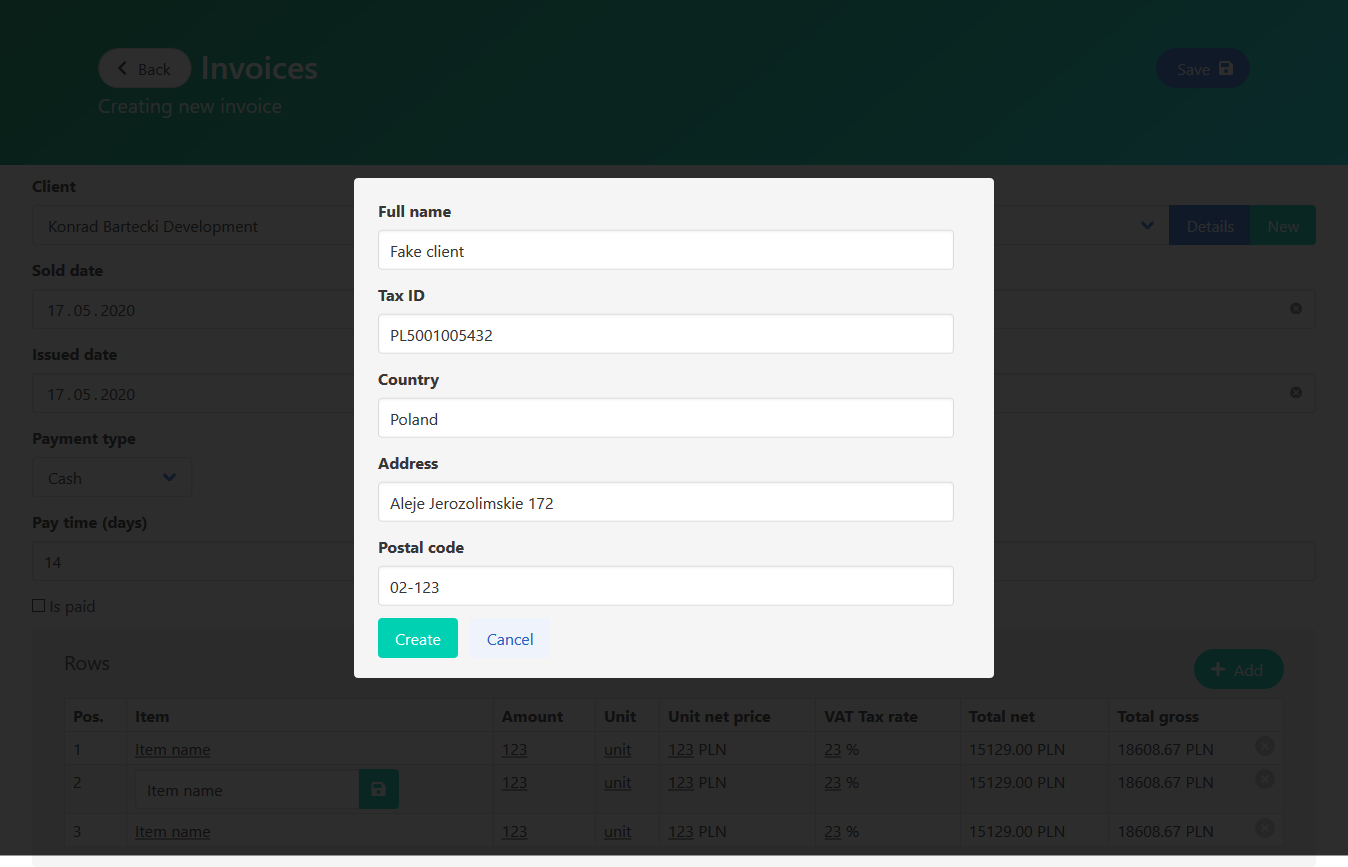 Back Invoices Save
Creating new invoice
Client
Konrad Bartecki Development Details New
Sold date
17.05.2020
Issued date
17.05.2020
Payment type
Cash
Pay time (days)
14
Is paid
Full name
Fake client
Tax ID
PL5001005432
Country
Poland
Address
Aleje Jerozolimskie 172
Postal code
02-123
Create Cancel
Rows Add
Pos. Item Amount Unit Unit net price VAT Tax rate Total net Total gross
1 Item name 123 unit 123 PLN 23 % 15129.00 PLN 18608.67 PLN
2 Item name 123 unit 123 PLN 23 % 15129.00 PLN 18608.67 PLN
3 Item name 123 unit 123 PLN 23 % 15129.00 PLN 18608.67 PLN